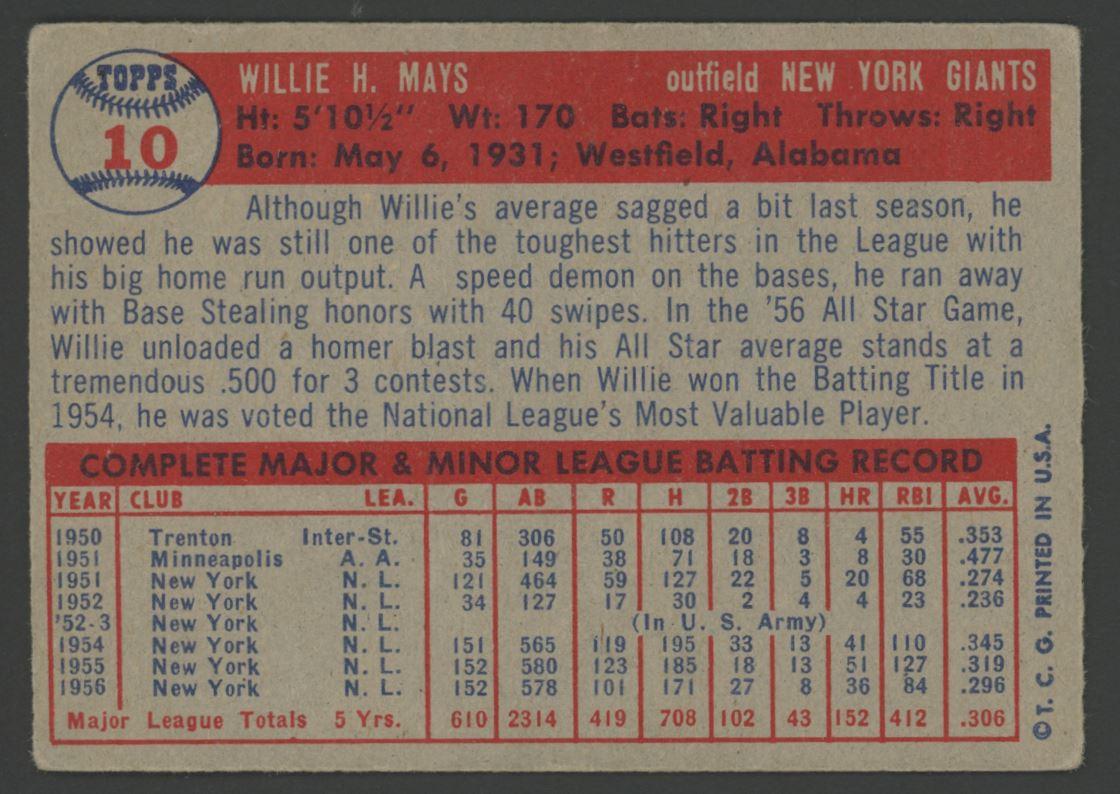 TOPPS
10
WILLIE H. MAYS outfield NEW YORK GIANTS
Ht: 5'10½" Wt: 170 Bats: Right Throws: Right
Born: May 6, 1931; Westfield, Alabama
Although Willie's average sagged a bit last season, he
showed he was still one of the toughest hitters in the League with
his big home run output. A speed demon on the bases, he ran away
with Base Stealing honors with 40 swipes. In the '56 All Star Game,
Willie unloaded a homer blast and his All Star average stands at a
tremendous .500 for 3 contests. When Willie won the Batting Title in
1954, he was voted the National League's Most Valuable Player.
COMPLETE MAJOR & MINOR LEAGUE BATTING RECORD
YEAR CLUB LEA. G AB R H 2B 3B HR RBI AVG.
1950 Trenton Inter-St. 81 306 50 108 20 8 4 55 .353
1951 Minneapolis A. A. 35 149 38 71 18 3 8 30 .477
1951 New York N. L. 121 464 59 127 22 5 20 68 .274
1952 New York N. L. 34 127 17 30 2 4 4 23 .236
'52-3 New York N. L. (In U. S. Army)
1954 New York N. L. 151 565 119 195 33 13 41 110 .345
1955 New York N. L. 152 580 123 185 18 13 51 127 .319
1956 New York N. L. 152 578 101 171 27 8 36 84 .296
Major League Totals 5 Yrs. 610 2314 419 708 102 43 152 412 .306
© T. C. G. PRINTED IN U.S.A.